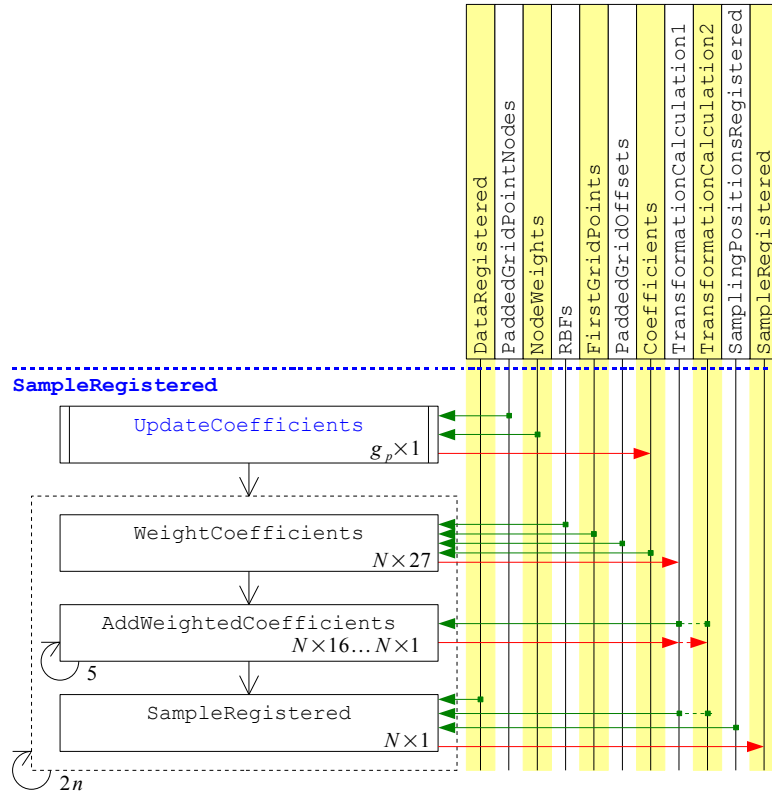 DataRegistered
PaddedGridPointNodes
NodeWeights
RBFs
FirstGridPoints
PaddedGridOffsets
Coefficients
TransformationCalculation1
TransformationCalculation2
SamplingPositionsRegistered
SampleRegistered
SampleRegistered
UpdateCoefficients
g_p×1
WeightCoefficients
N×27
AddWeightedCoefficients
N×16...N×1
5
SampleRegistered
N×1
2n